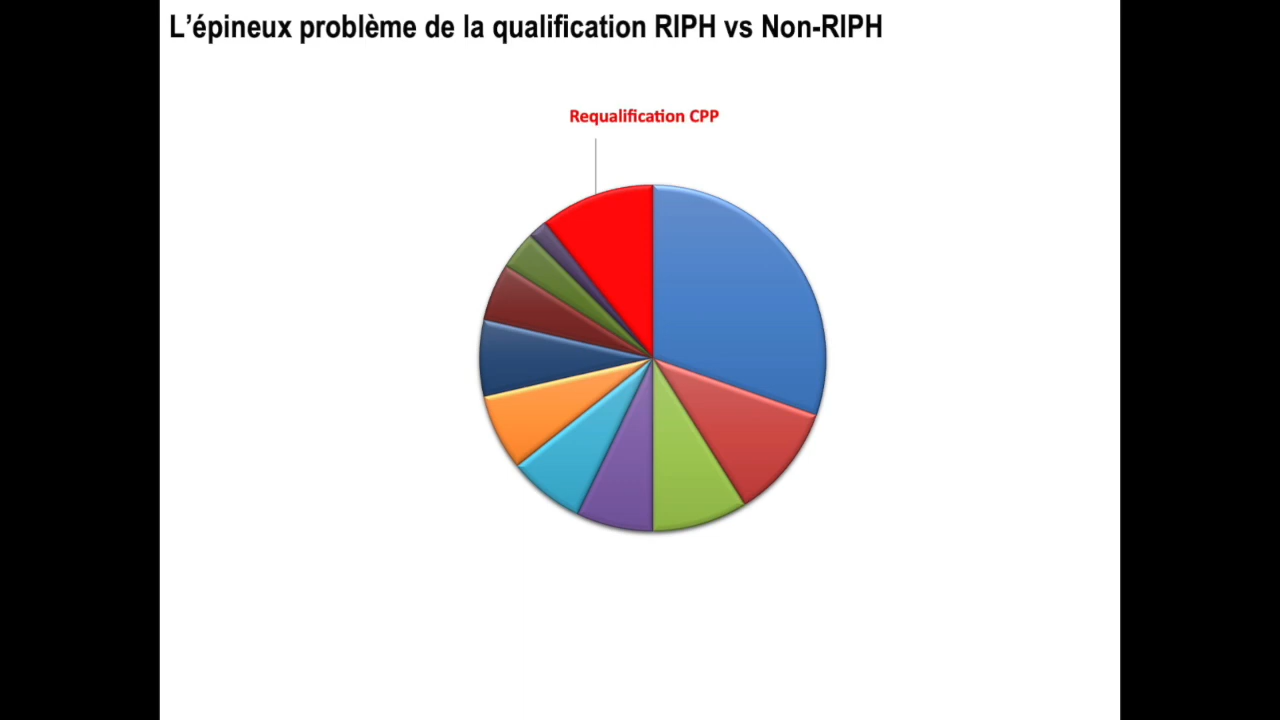 L’épineux problème de la qualification RIPH vs Non-RIPH
Requalification CPP